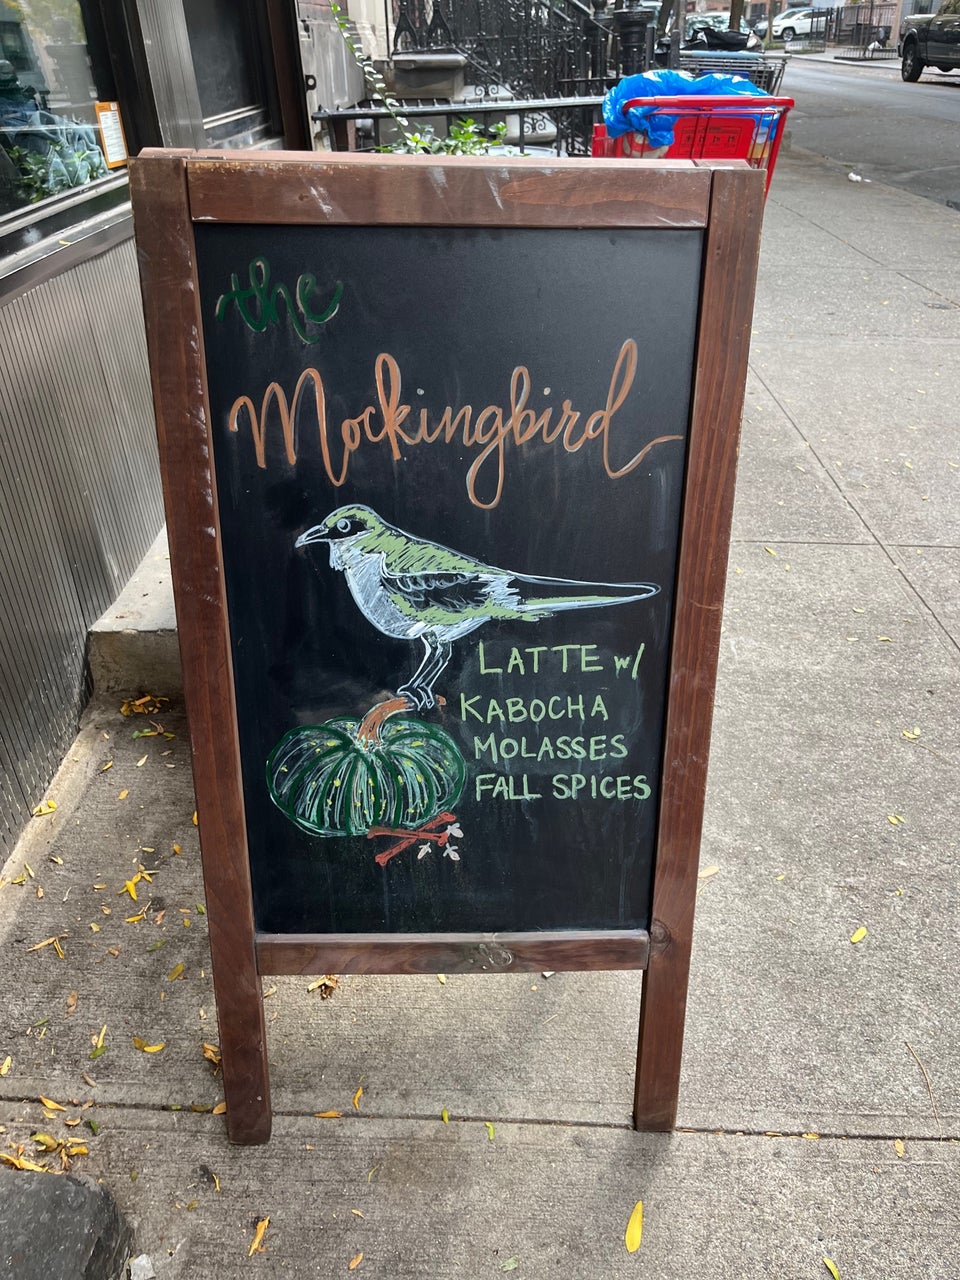 the
Mockingbird
LATTE w/
KABOCHA
MOLASSES
FALL SPICES